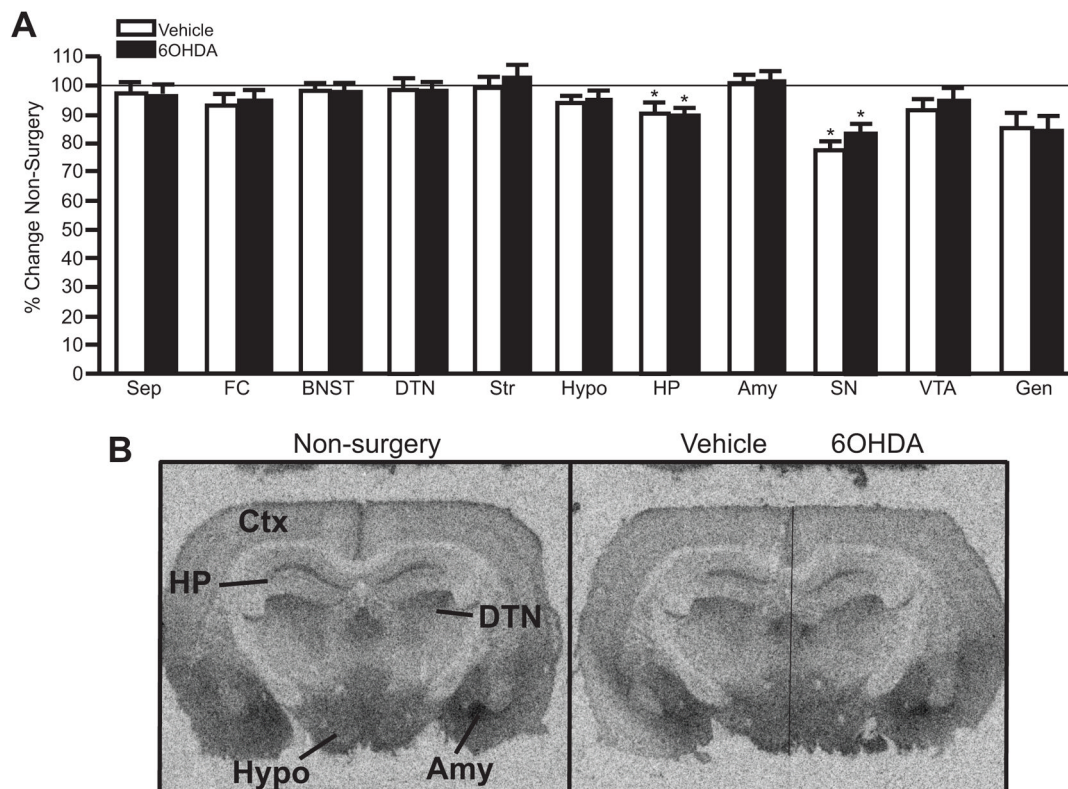 A
Vehicle
6OHDA
% Change Non-Surgery
110
100
90
80
70
60
50
40
30
20
10
0
* * * *
Sep FC BNST DTN Str Hypo HP Amy SN VTA Gen
B
Non-surgery Vehicle 6OHDA
Ctx
HP
DTN
Hypo Amy